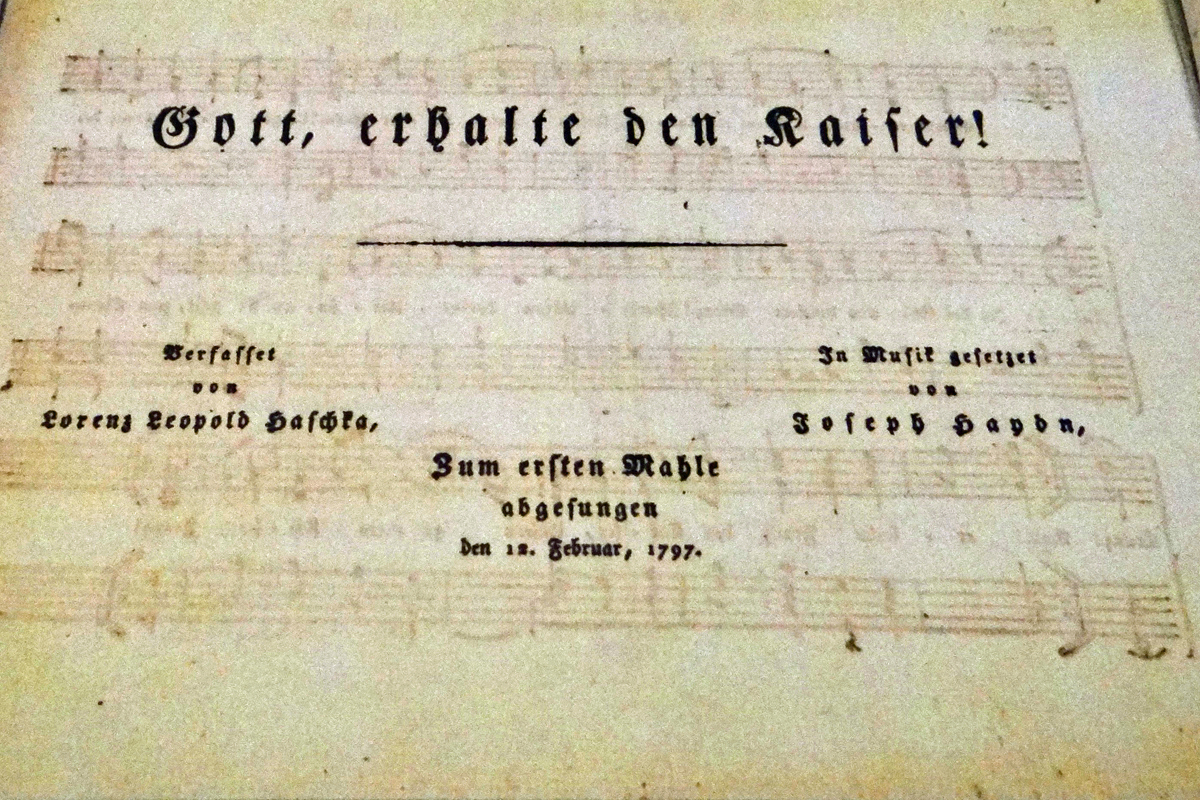 Gott, erhalte den Kaiser!
Verfasset
von
Lorenz Leopold Haschka,
In Musik gesetzet
von
Joseph Haydn,
Zum ersten Mahle
abgesungen
den 12. Februar, 1797.